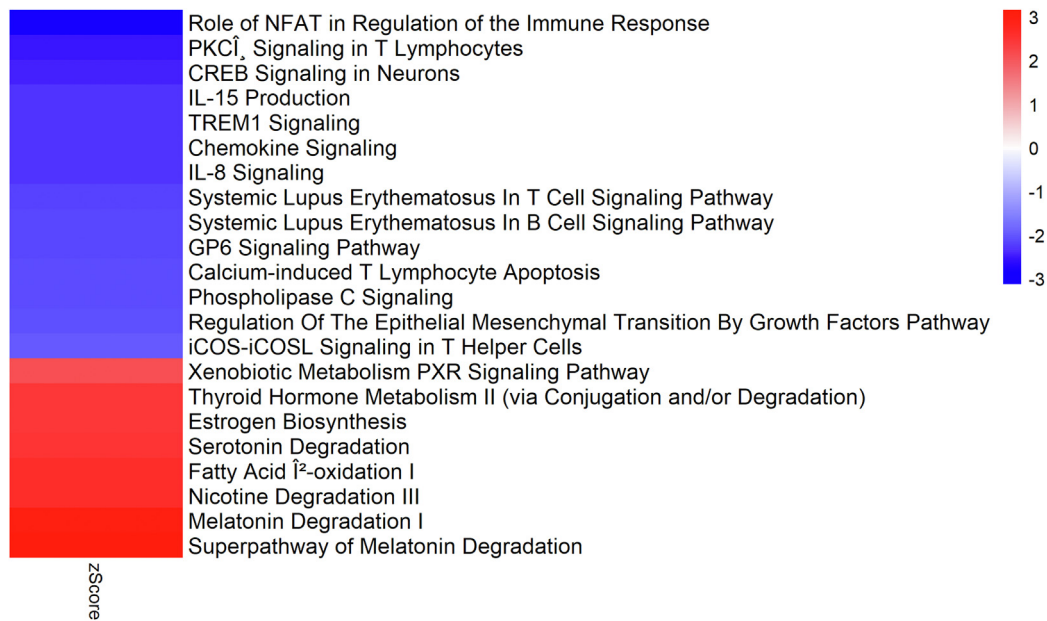 Role of NFAT in Regulation of the Immune Response
PKCÎ¸ Signaling in T Lymphocytes
CREB Signaling in Neurons
IL-15 Production
TREM1 Signaling
Chemokine Signaling
IL-8 Signaling
Systemic Lupus Erythematosus In T Cell Signaling Pathway
Systemic Lupus Erythematosus In B Cell Signaling Pathway
GP6 Signaling Pathway
Calcium-induced T Lymphocyte Apoptosis
Phospholipase C Signaling
Regulation Of The Epithelial Mesenchymal Transition By Growth Factors Pathway
iCOS-iCOSL Signaling in T Helper Cells
Xenobiotic Metabolism PXR Signaling Pathway
Thyroid Hormone Metabolism II (via Conjugation and/or Degradation)
Estrogen Biosynthesis
Serotonin Degradation
Fatty Acid Î²-oxidation I
Nicotine Degradation III
Melatonin Degradation I
Superpathway of Melatonin Degradation
zScore
3
2
1
0
-1
-2
-3